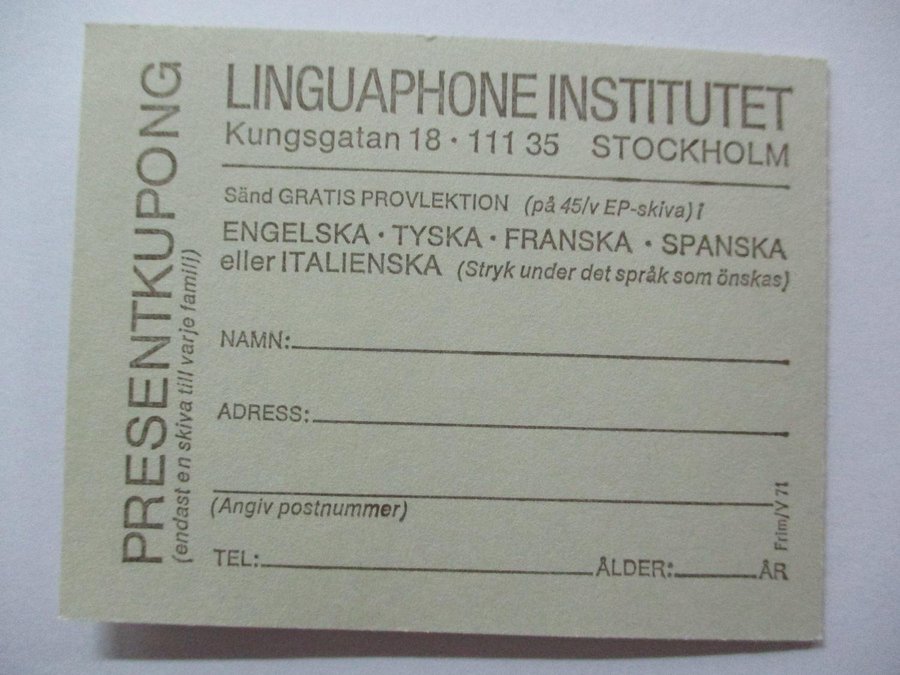 PRESENTKUPONG
(endast en skiva till varje familj)
LINGUAPHONE INSTITUTET
Kungsgatan 18 · 111 35 STOCKHOLM
Sänd GRATIS PROVLEKTION (på 45/v EP-skiva) i
ENGELSKA · TYSKA · FRANSKA · SPANSKA
eller ITALIENSKA (Stryk under det språk som önskas)
NAMN:
ADRESS:
(Angiv postnummer)
TEL: ÅLDER: ÅR
Frim/V 71